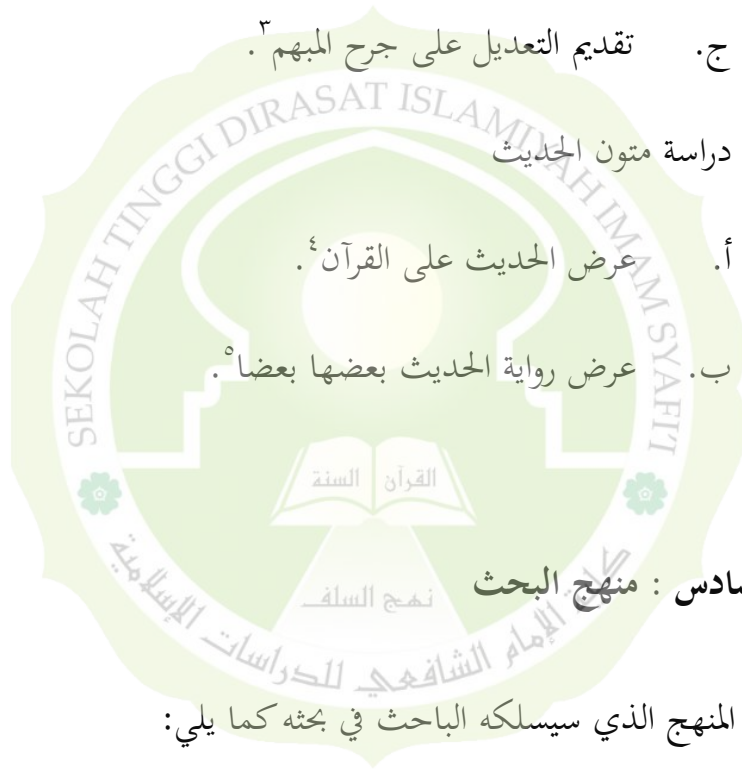 ج. تقديم التعديل على جرح المبهم٣.
SEKOLAH TINGGI DIRASAT ISLAMIYAH IMAM SYAFI'I
دراسة متون الحديث
أ. عرض الحديث على القرآن٤.
ب. عرض رواية الحديث بعضها بعضا٥.
القرآن السنة
سادس : منهج البحث
نهج السلف
كلية الإمام الشافعي للدراسات الإسلامية
المنهج الذي سيسلكه الباحث في بحثه كما يلي: